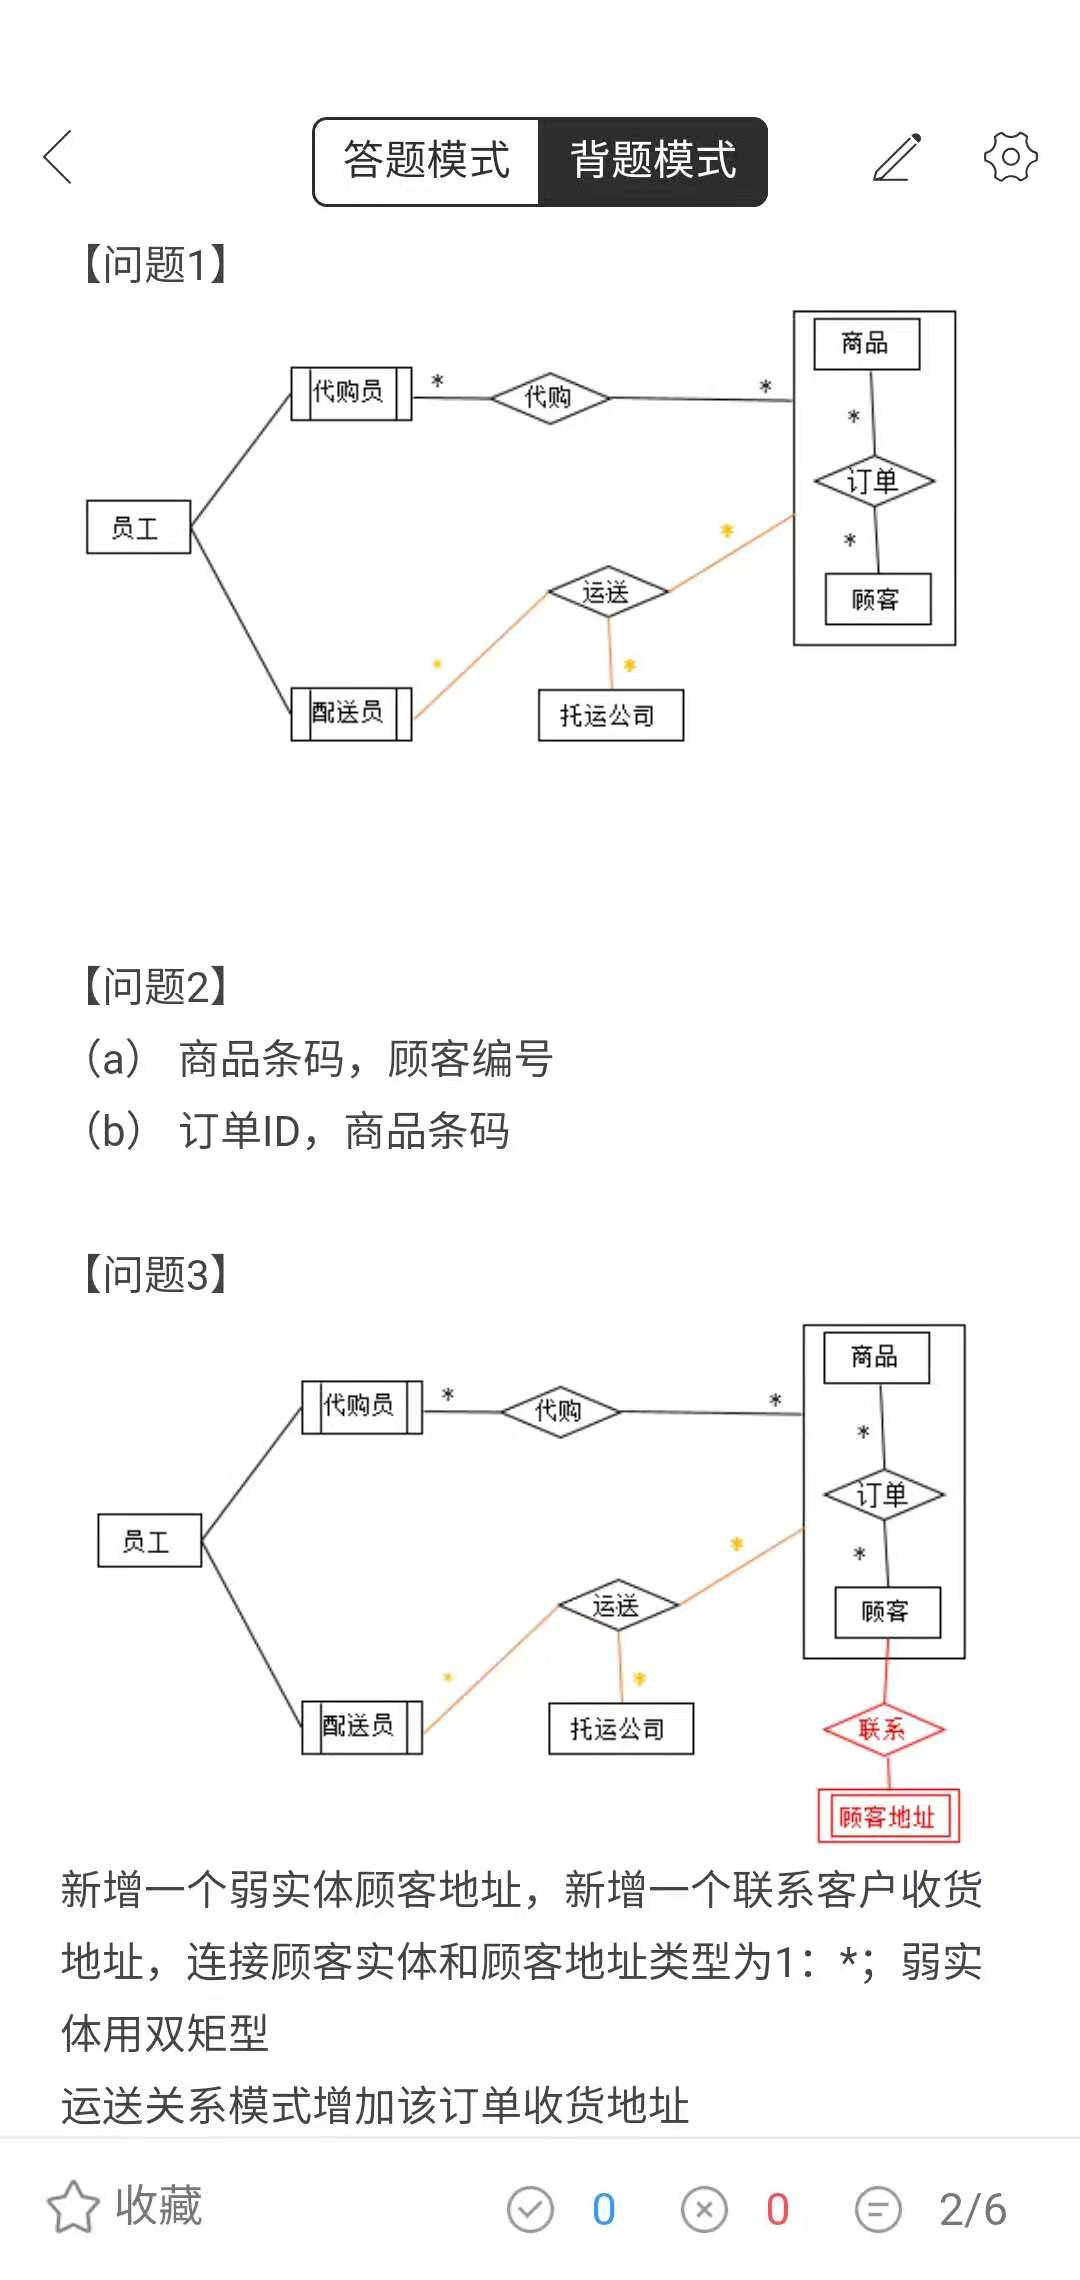 答题模式 背题模式
【问题1】
商品
代购员 * 代购 * *
订单
员工 * *
运送 顾客
* *
配送员 托运公司
【问题2】
（a） 商品条码，顾客编号
（b） 订单ID，商品条码
【问题3】
商品
代购员 * 代购 * *
订单
员工 * *
运送 顾客
* *
配送员 托运公司 联系
顾客地址
新增一个弱实体顾客地址，新增一个联系客户收货
地址，连接顾客实体和顾客地址类型为1：*；弱实
体用双矩型
运送关系模式增加该订单收货地址
收藏 0 0 2/6